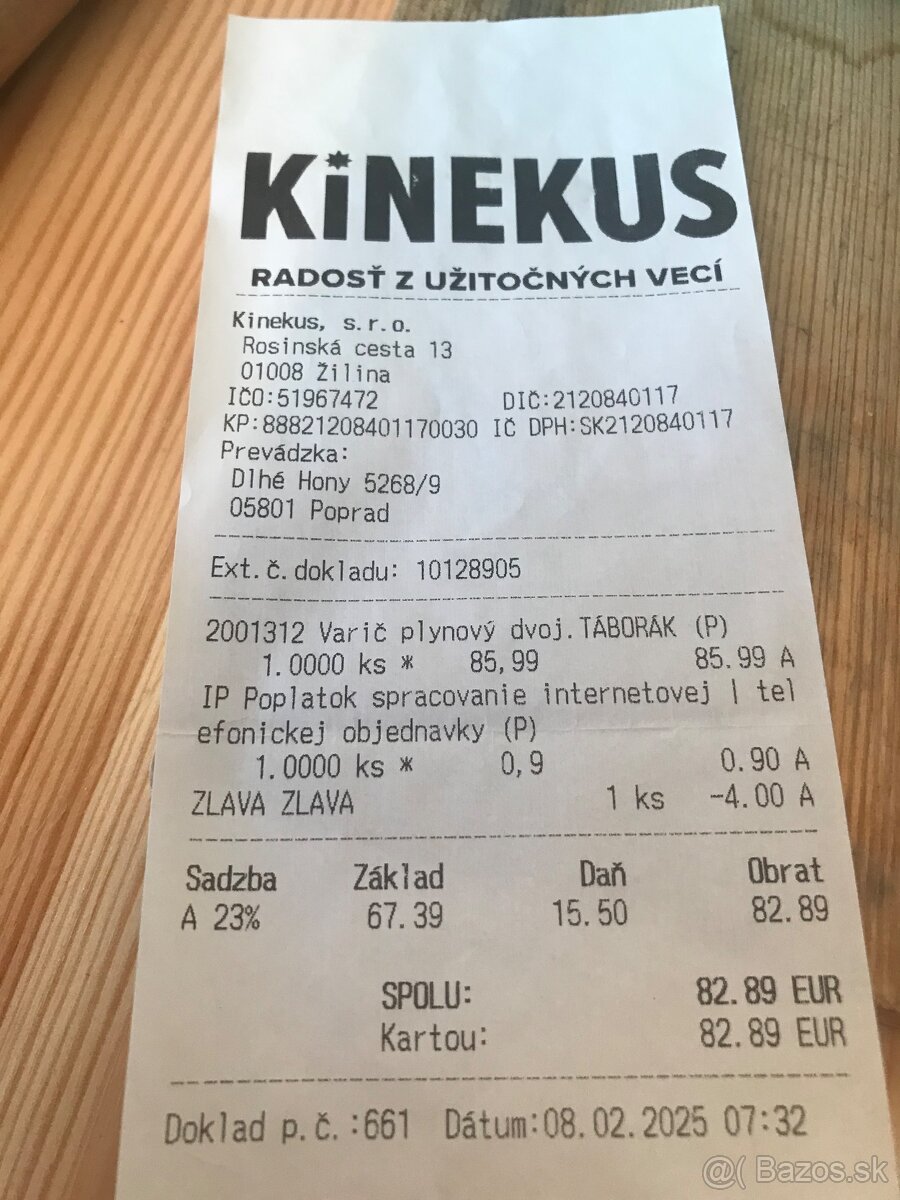 KiNEKUS
RADOSŤ Z UŽITOČNÝCH VECÍ
Kinekus, s.r.o.
Rosinská cesta 13
01008 Žilina
IČO:51967472 DIČ:2120840117
KP:88821208401170030 IČ DPH:SK2120840117
Prevádzka:
Dlhé Hony 5268/9
05801 Poprad
Ext.č.dokladu: 10128905
2001312 Varič plynový dvoj.TÁBORÁK (P)
1.0000 ks * 85,99 85.99 A
IP Poplatok spracovanie internetovej | tel
efonickej objednavky (P)
1.0000 ks * 0,9 0.90 A
ZLAVA ZLAVA 1 ks -4.00 A
Sadzba Základ Daň Obrat
A 23% 67.39 15.50 82.89
SPOLU: 82.89 EUR
Kartou: 82.89 EUR
Doklad p.č.:661 Dátum:08.02.2025 07:32
@( Bazos.sk